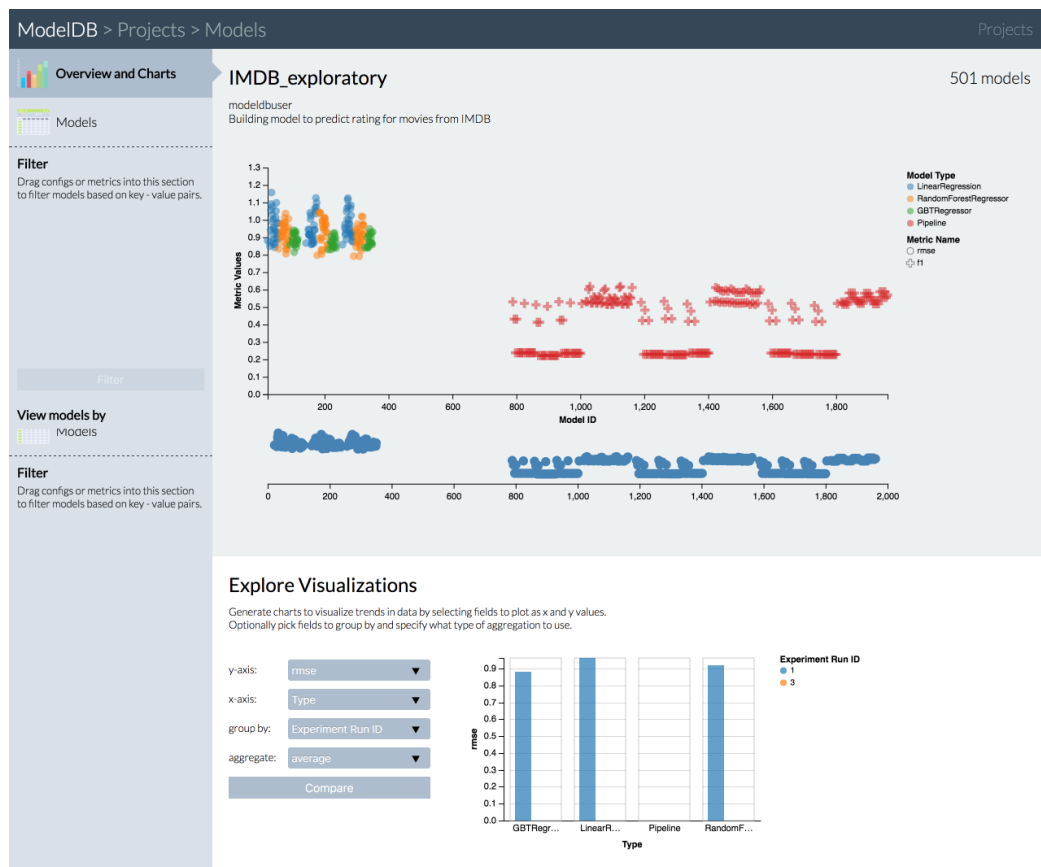 ModelDB > Projects > Models
Projects
Overview and Charts
Models
Filter
Drag configs or metrics into this section
to filter models based on key - value pairs.
Filter
View models by
Models
Filter
Drag configs or metrics into this section
to filter models based on key - value pairs.
IMDB_exploratory
501 models
modeldbuser
Building model to predict rating for movies from IMDB
1.3
1.2
1.1
1.0
0.9
0.8
0.7
0.6
0.5
0.4
0.3
0.2
0.1
0.0
Metric Values
200 400 600 800 1,000 1,200 1,400 1,600 1,800
Model ID
Model Type
LinearRegression
RandomForestRegressor
GBTRegressor
Pipeline
Metric Name
rmse
f1
0 200 400 600 800 1,000 1,200 1,400 1,600 1,800 2,000
Explore Visualizations
Generate charts to visualize trends in data by selecting fields to plot as x and y values.
Optionally pick fields to group by and specify what type of aggregation to use.
y-axis: rmse
x-axis: Type
group by: Experiment Run ID
aggregate: average
Compare
0.9
0.8
0.7
0.6
0.5
0.4
0.3
0.2
0.1
0.0
rmse
GBTRegr... LinearR... Pipeline RandomF...
Type
Experiment Run ID
1
3